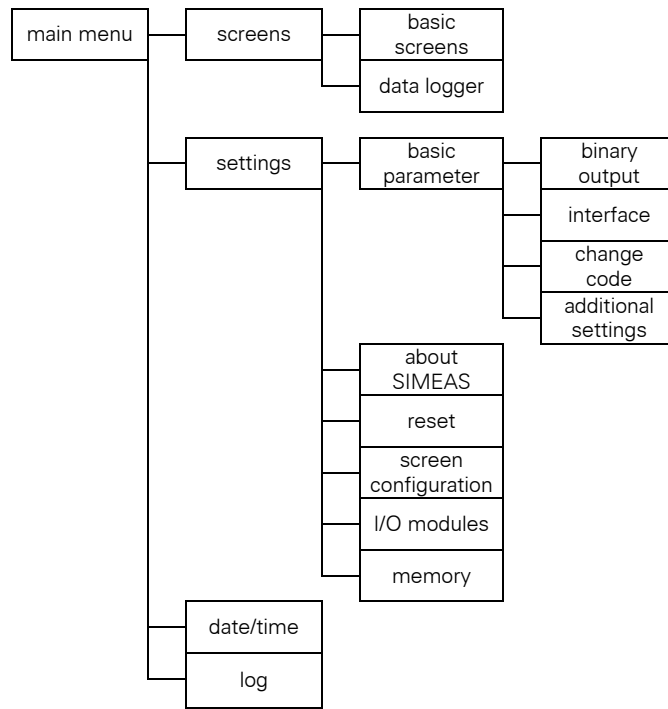 main menu
screens
basic
screens
data logger
settings
basic
parameter
binary
output
interface
change
code
additional
settings
about
SIMEAS
reset
screen
configuration
I/O modules
memory
date/time
log